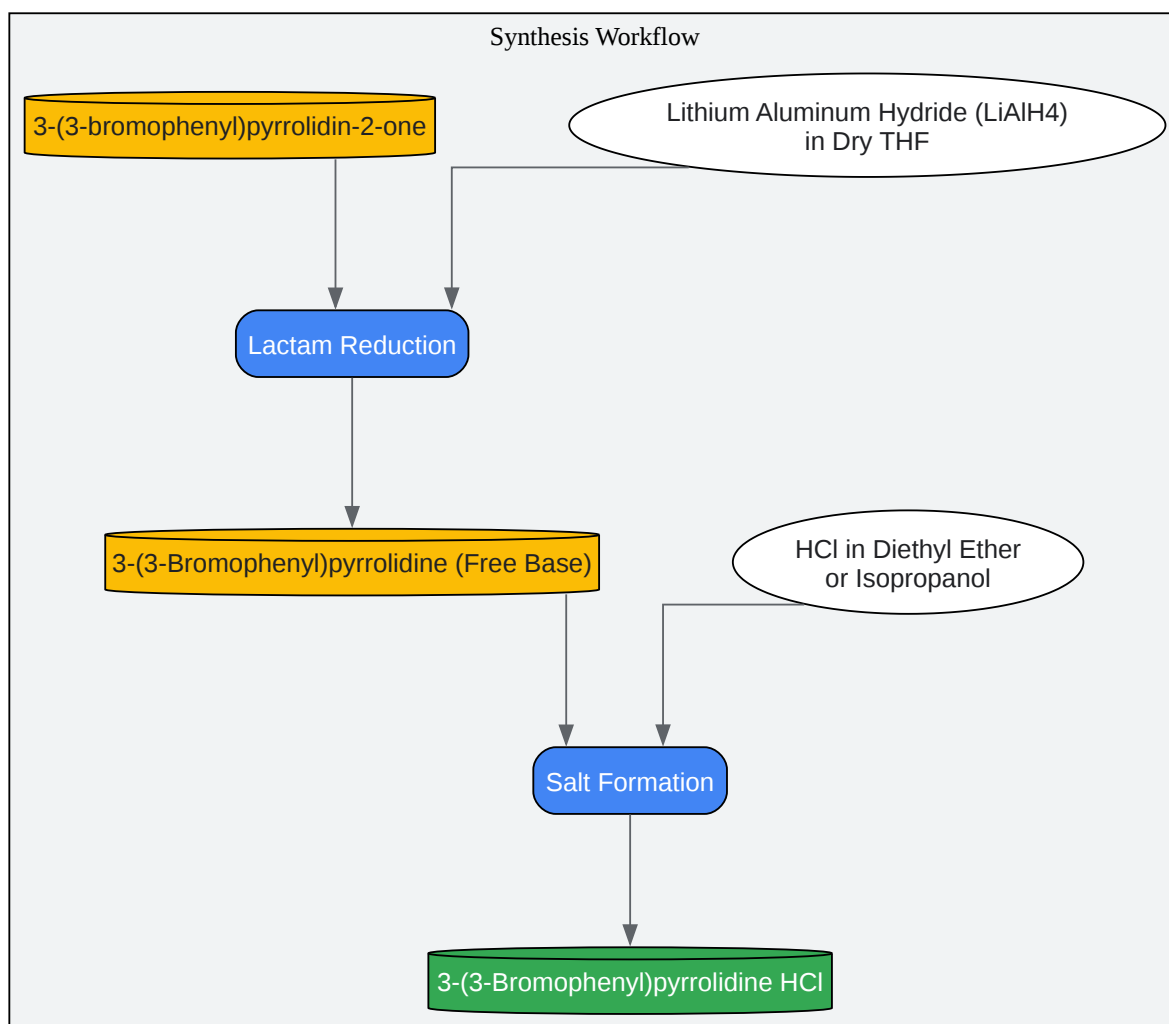 Synthesis Workflow
3-(3-bromophenyl)pyrrolidin-2-one
Lithium Aluminum Hydride (LiAlH4)
in Dry THF
Lactam Reduction
3-(3-Bromophenyl)pyrrolidine (Free Base)
HCl in Diethyl Ether
or Isopropanol
Salt Formation
3-(3-Bromophenyl)pyrrolidine HCl